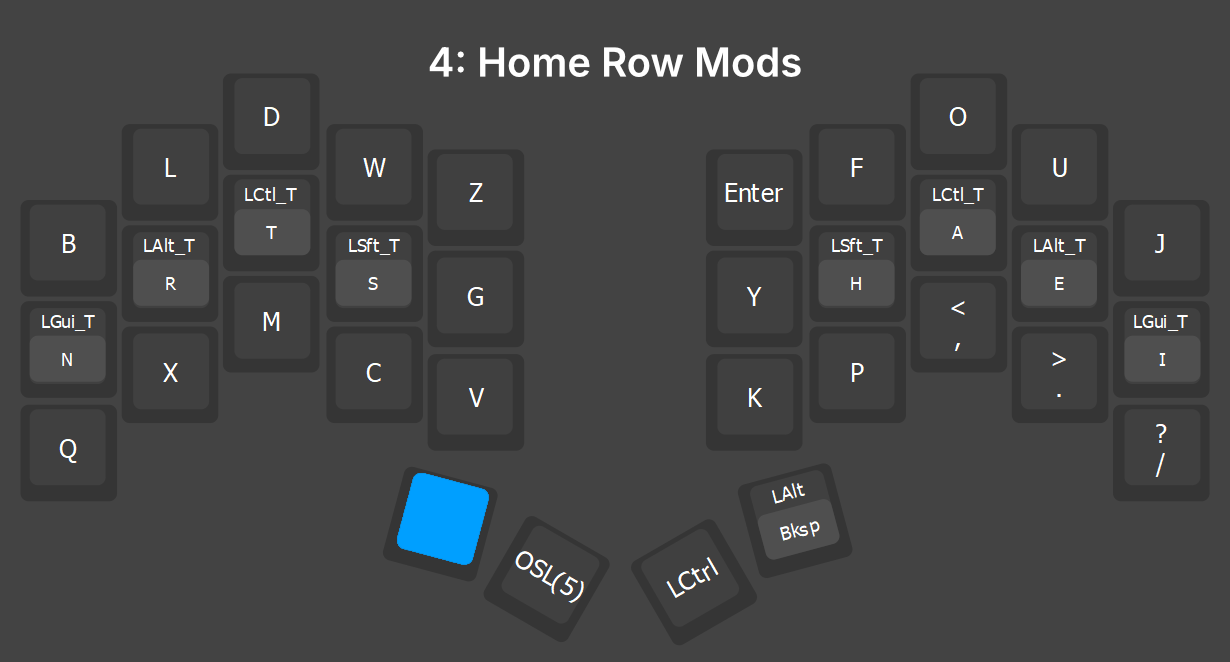 4: Home Row Mods
D
O
L
W
F
U
Z
Enter
LCtl_T
T
LCtl_T
A
B
LAlt_T
R
LSft_T
S
LSft_T
H
LAlt_T
E
J
G
Y
M
<
,
LGui_T
N
LGui_T
I
X
C
P
>
.
V
K
Q
?
/
LAlt
Bksp
OSL(5)
LCtrl